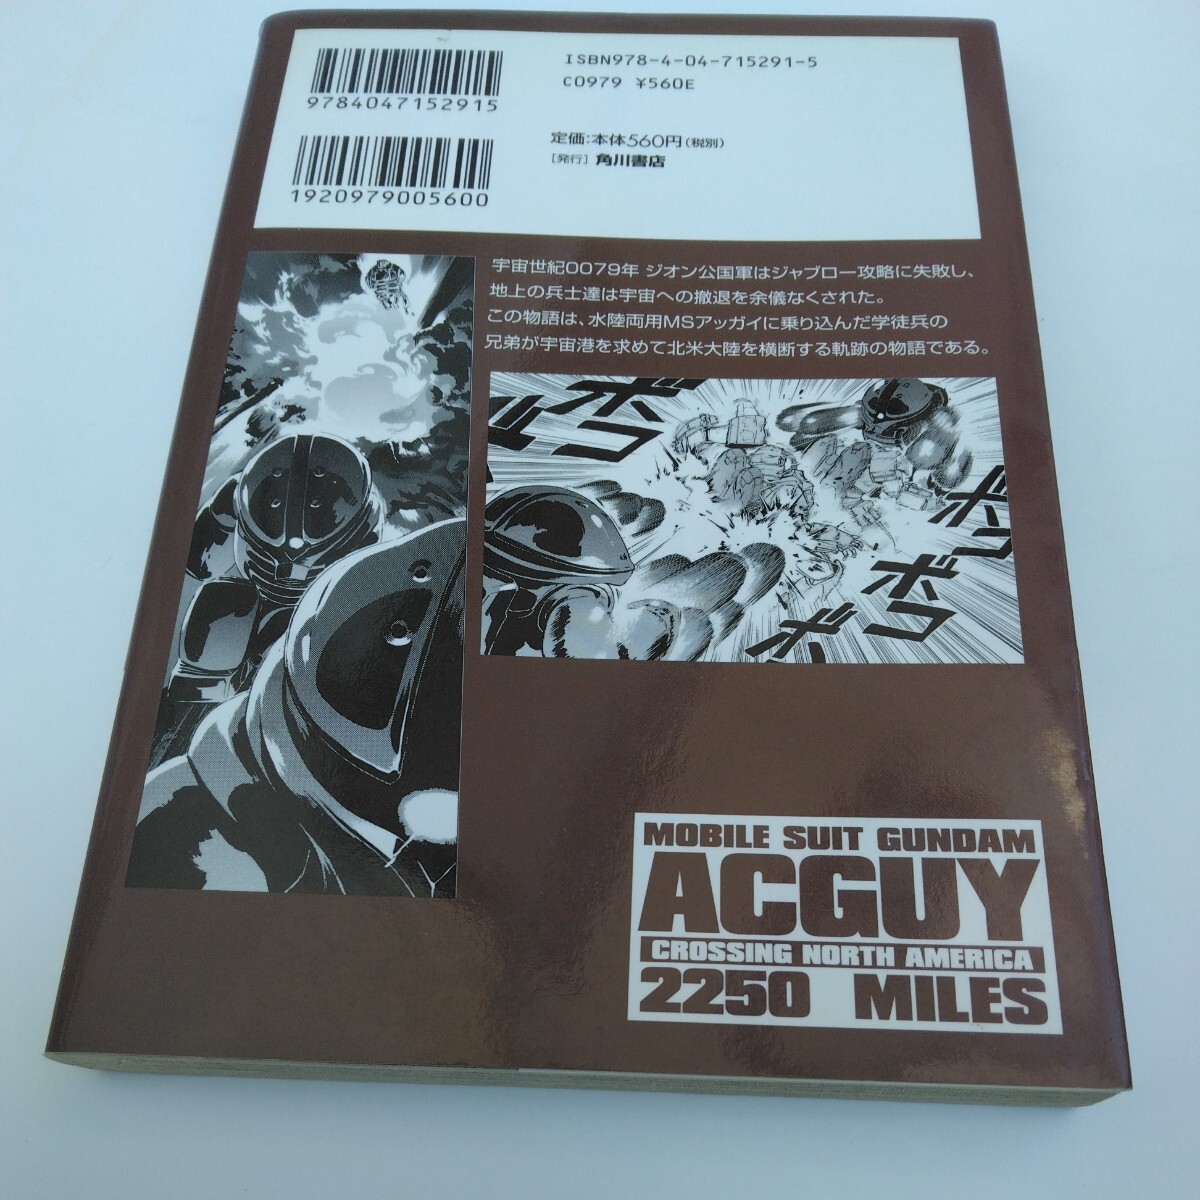 ISBN978-4-04-715291-5
C0979 ¥560E
9784047152915
定価:本体560円(税別)
[発行] 角川書店
1920979005600
宇宙世紀0079年 ジオン公国軍はジャブロー攻略に失敗し、
地上の兵士達は宇宙への撤退を余儀なくされた。
この物語は、水陸両用MSアッガイに乗り込んだ学徒兵の
兄弟が宇宙港を求めて北米大陸を横断する軌跡の物語である。
ボコ
ボコ
ボコ
ボコ
MOBILE SUIT GUNDAM
ACGUY
CROSSING NORTH AMERICA
2250 MILES